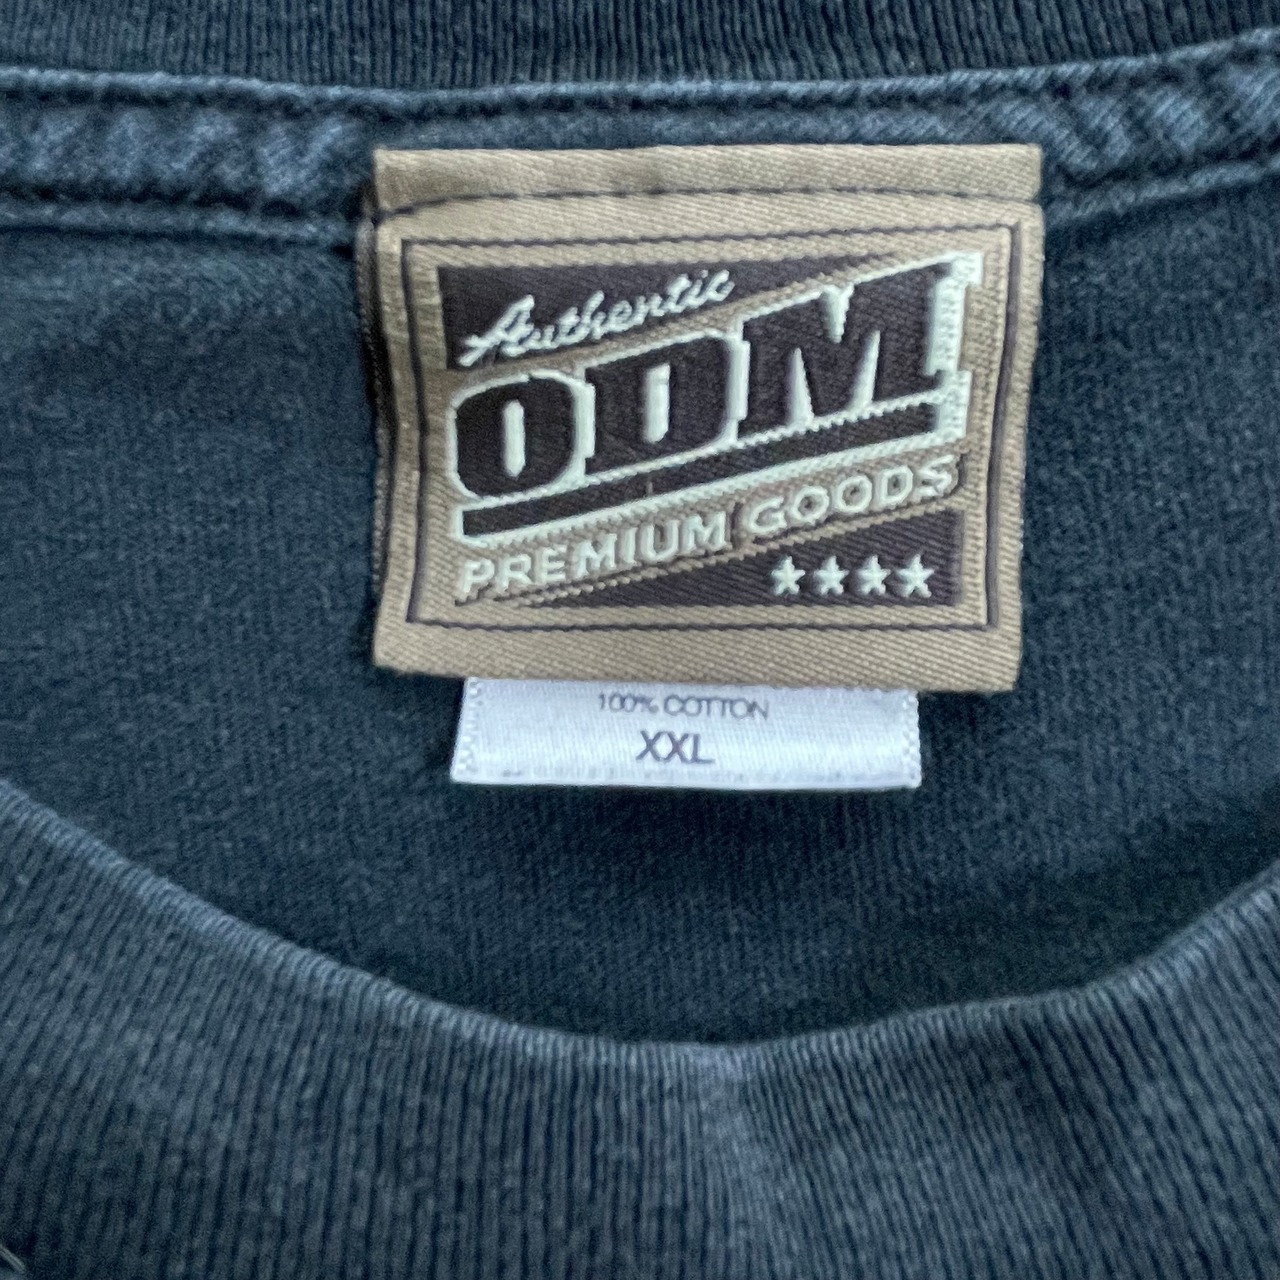 Authentic
ODM
PREMIUM GOODS
100% COTTON
XXL